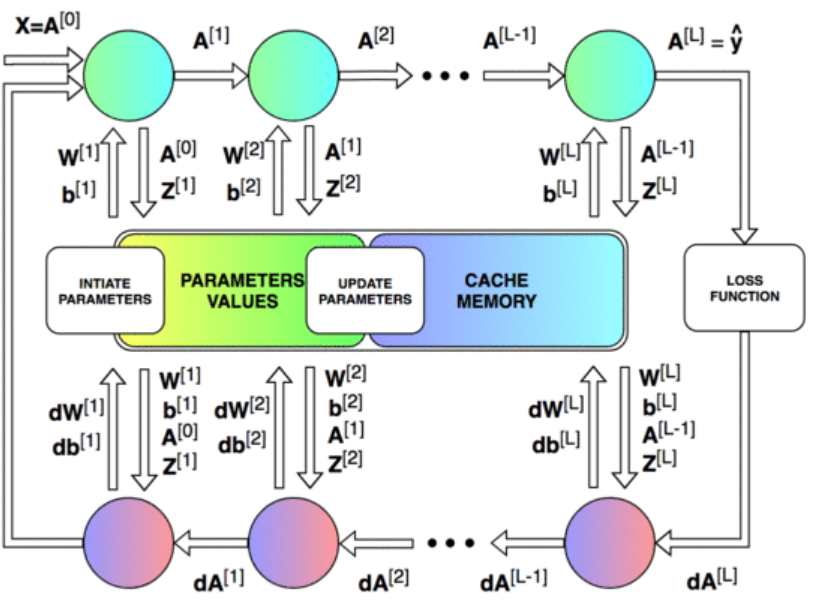 X=A[0]
A[1]
A[2]
A[L-1]
A[L] = ŷ
W[1]
b[1]
A[0]
Z[1]
W[2]
b[2]
A[1]
Z[2]
W[L]
b[L]
A[L-1]
Z[L]
INTIATE
PARAMETERS
PARAMETERS
VALUES
UPDATE
PARAMETERS
CACHE
MEMORY
LOSS
FUNCTION
dW[1]
db[1]
W[1]
b[1]
A[0]
Z[1]
dW[2]
db[2]
W[2]
b[2]
A[1]
Z[2]
dW[L]
db[L]
W[L]
b[L]
A[L-1]
Z[L]
dA[1]
dA[2]
dA[L-1]
dA[L]